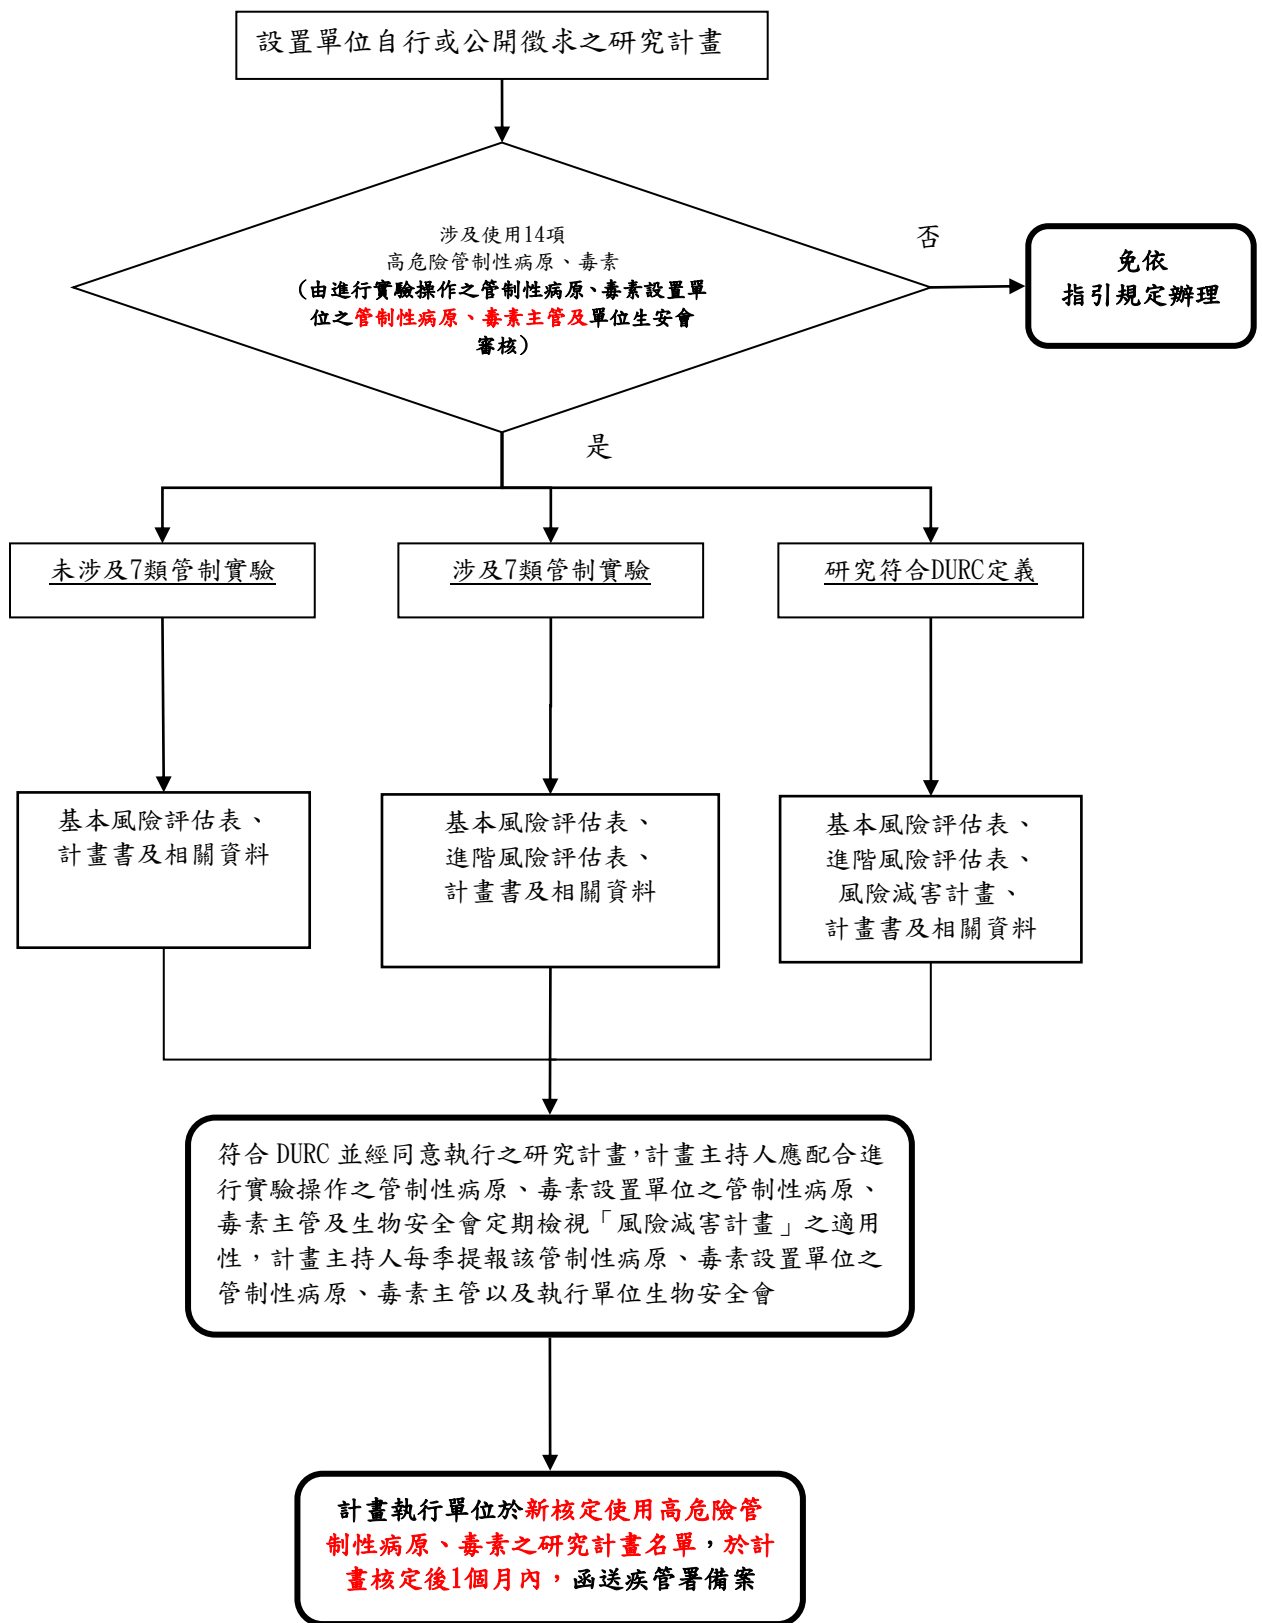 設置單位自行或公開徵求之研究計畫
涉及使用14項
高危險管制性病原、毒素
(由進行實驗操作之管制性病原、毒素設置單
位之管制性病原、毒素主管及單位生安會
審核)
否
免依
指引規定辦理
是
未涉及7類管制實驗
涉及7類管制實驗
研究符合DURC定義
基本風險評估表、
計畫書及相關資料
基本風險評估表、
進階風險評估表、
計畫書及相關資料
基本風險評估表、
進階風險評估表、
風險減害計畫、
計畫書及相關資料
符合 DURC 並經同意執行之研究計畫,計畫主持人應配合進
行實驗操作之管制性病原、毒素設置單位之管制性病原、
毒素主管及生物安全會定期檢視「風險減害計畫」之適用
性，計畫主持人每季提報該管制性病原、毒素設置單位之
管制性病原、毒素主管以及執行單位生物安全會
計畫執行單位於新核定使用高危險管
制性病原、毒素之研究計畫名單，於計
畫核定後1個月內，函送疾管署備案